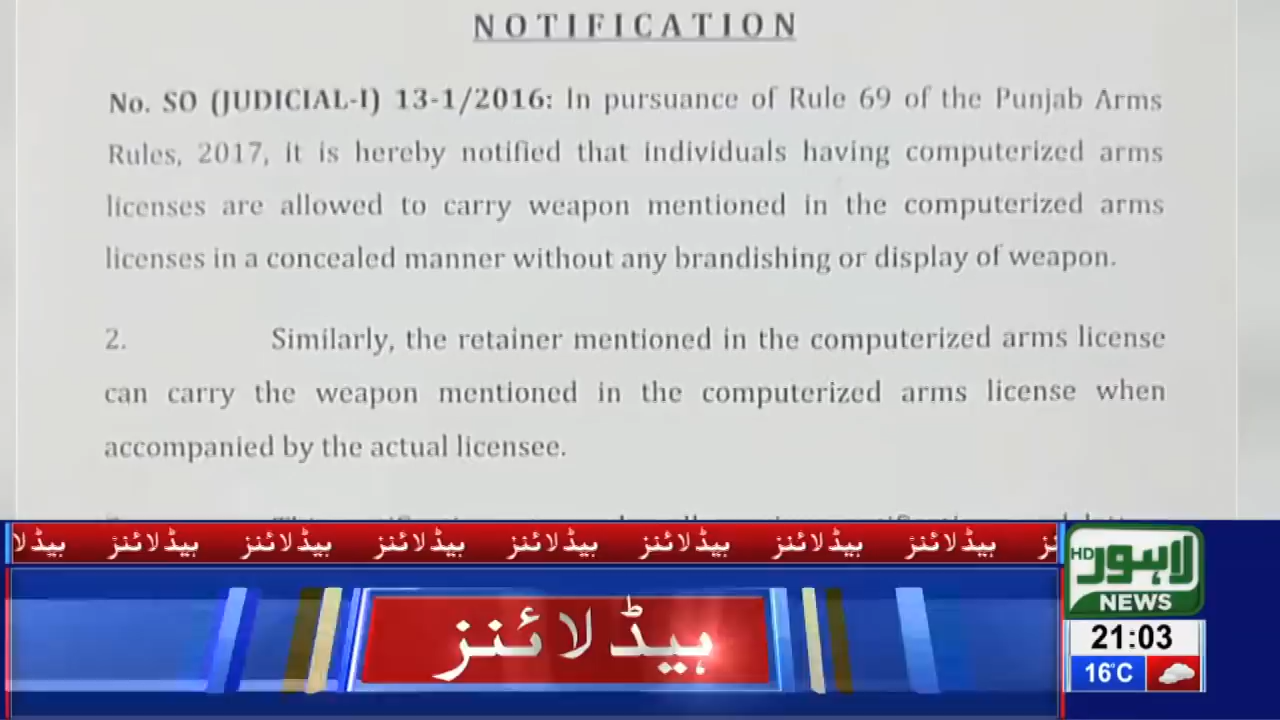 NOTIFICATION
No. SO (JUDICIAL-I) 13-1/2016: In pursuance of Rule 69 of the Punjab Arms
Rules, 2017, it is hereby notified that individuals having computerized arms
licenses are allowed to carry weapon mentioned in the computerized arms
licenses in a concealed manner without any brandishing or display of weapon.
2. Similarly, the retainer mentioned in the computerized arms license
can carry the weapon mentioned in the computerized arms license when
accompanied by the actual licensee.
ہیڈلائنز ہیڈلائنز ہیڈلائنز ہیڈلائنز ہیڈلائنز ہیڈلائنز ہیڈلائنز
ہیڈلائنز
HD لاہور
NEWS
21:03
16°C